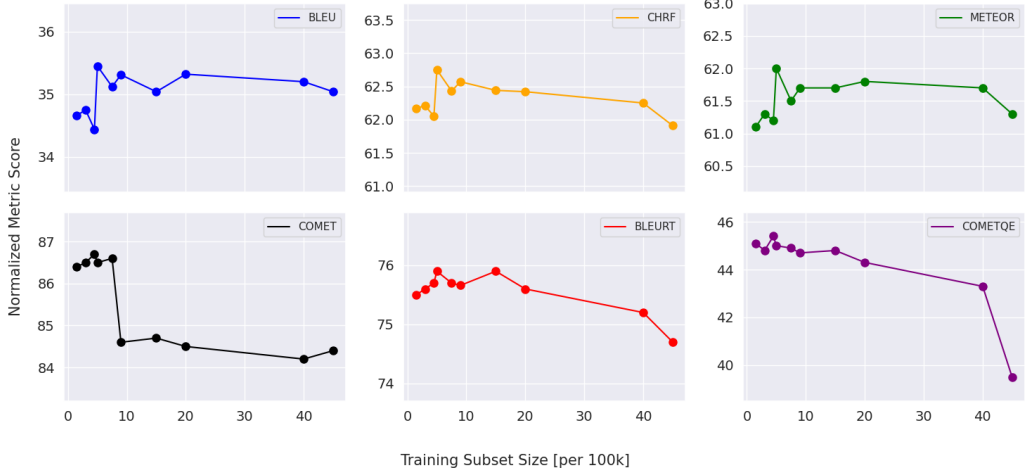 Normalized Metric Score
BLEU
36
35
34
CHRF
63.5
63.0
62.5
62.0
61.5
61.0
METEOR
63.0
62.5
62.0
61.5
61.0
60.5
COMET
87
86
85
84
0 10 20 30 40
BLEURT
76
75
74
0 10 20 30 40
COMETQE
46
44
42
40
0 10 20 30 40
Training Subset Size [per 100k]